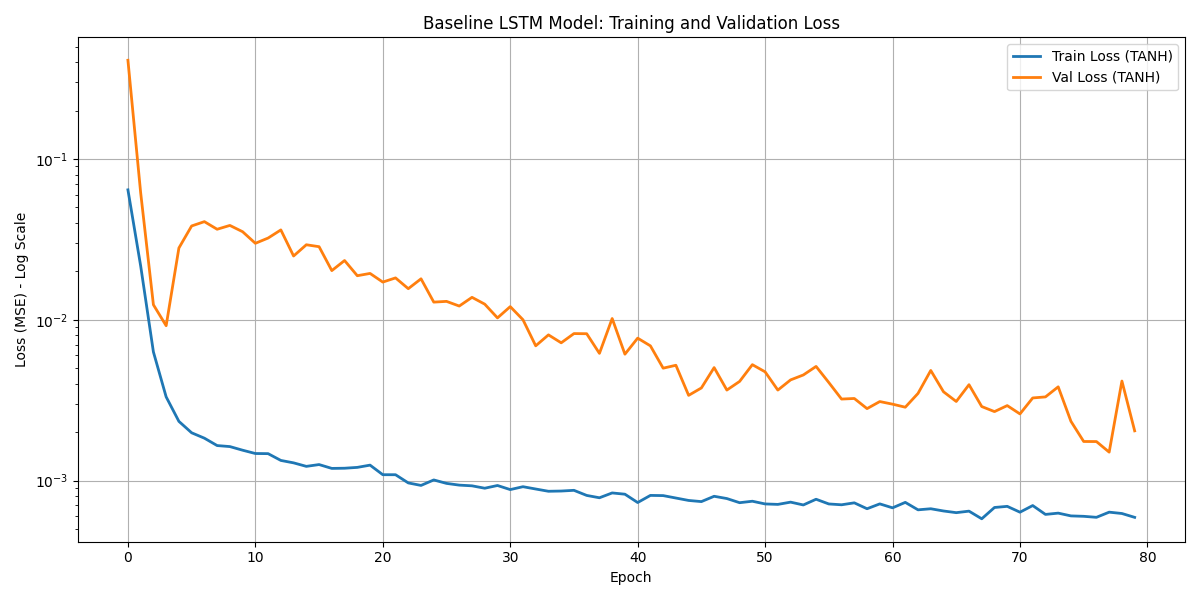 Baseline LSTM Model: Training and Validation Loss
Train Loss (TANH)
Val Loss (TANH)
Loss (MSE) - Log Scale
10⁻¹
10⁻²
10⁻³
0 10 20 30 40 50 60 70 80
Epoch